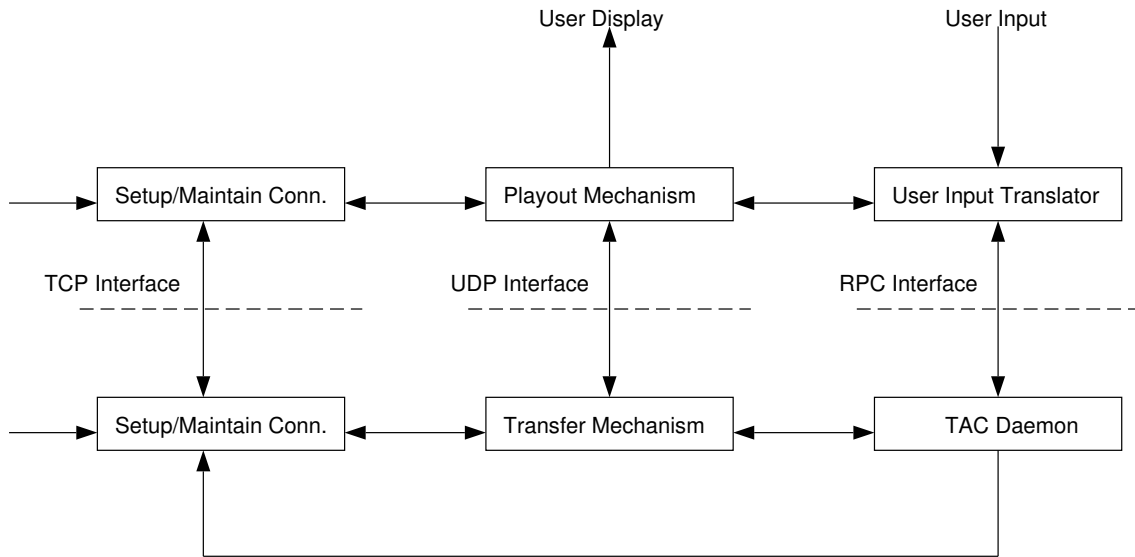 User Display
User Input
Setup/Maintain Conn.
Playout Mechanism
User Input Translator
TCP Interface
UDP Interface
RPC Interface
Setup/Maintain Conn.
Transfer Mechanism
TAC Daemon